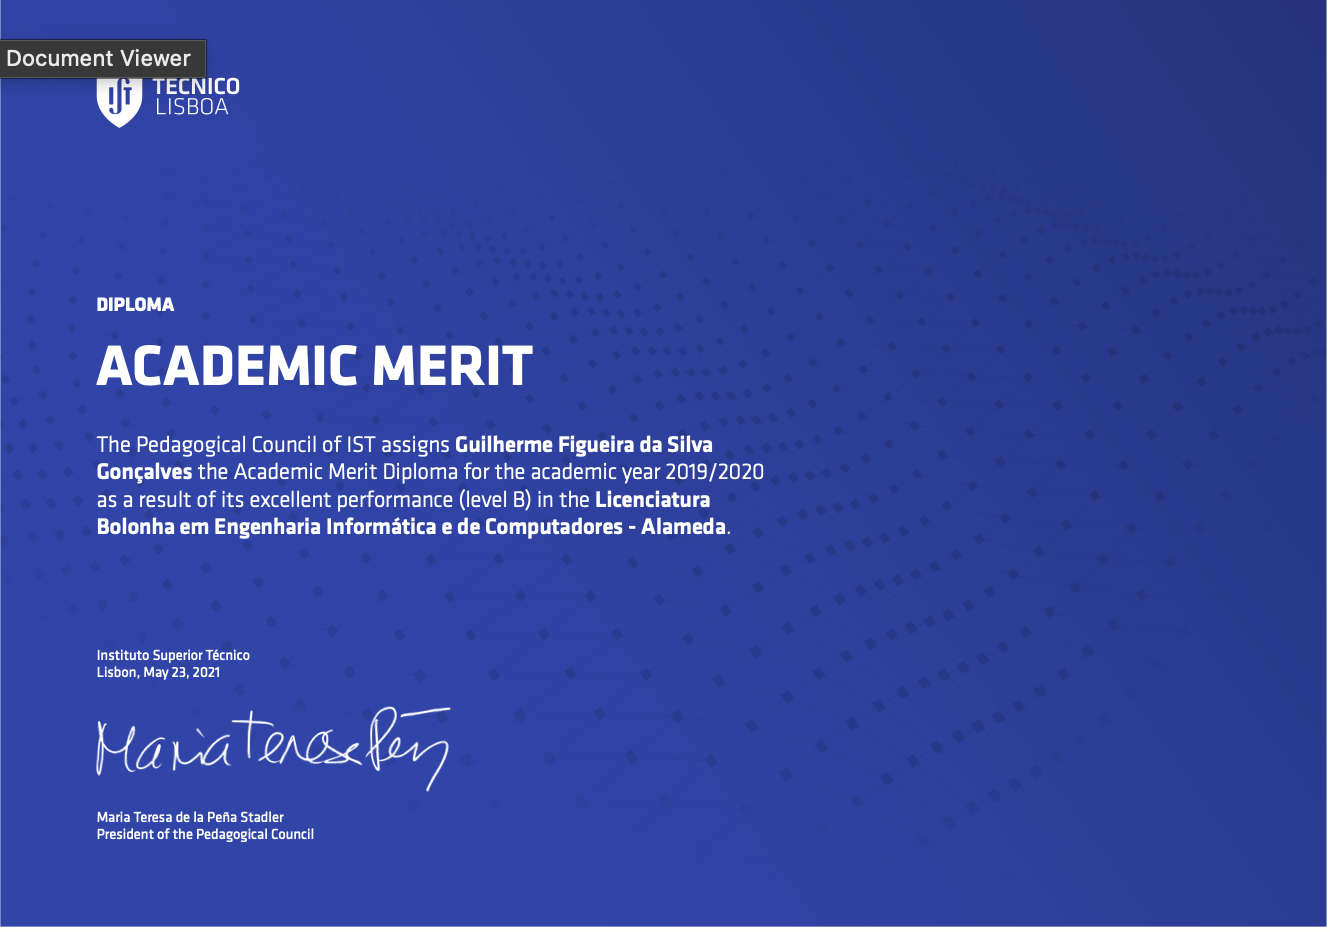 Document Viewer
TÉCNICO
LISBOA
DIPLOMA
ACADEMIC MERIT
The Pedagogical Council of IST assigns Guilherme Figueira da Silva
Gonçalves the Academic Merit Diploma for the academic year 2019/2020
as a result of its excellent performance (level B) in the Licenciatura
Bolonha em Engenharia Informática e de Computadores - Alameda.
Instituto Superior Técnico
Lisbon, May 23, 2021
Maria Teresa Peña
Maria Teresa de la Peña Stadler
President of the Pedagogical Council